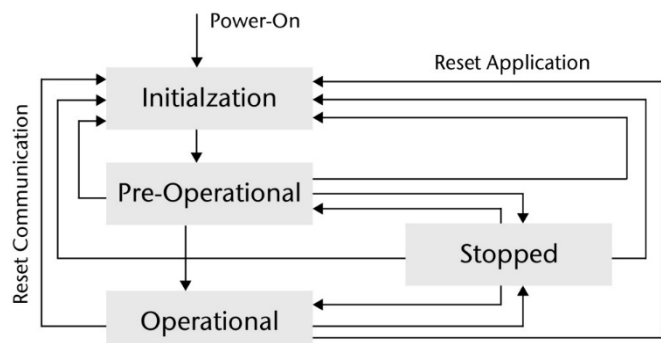 Power-On
Reset Application
Initialzation
Reset Communication
Pre-Operational
Stopped
Operational